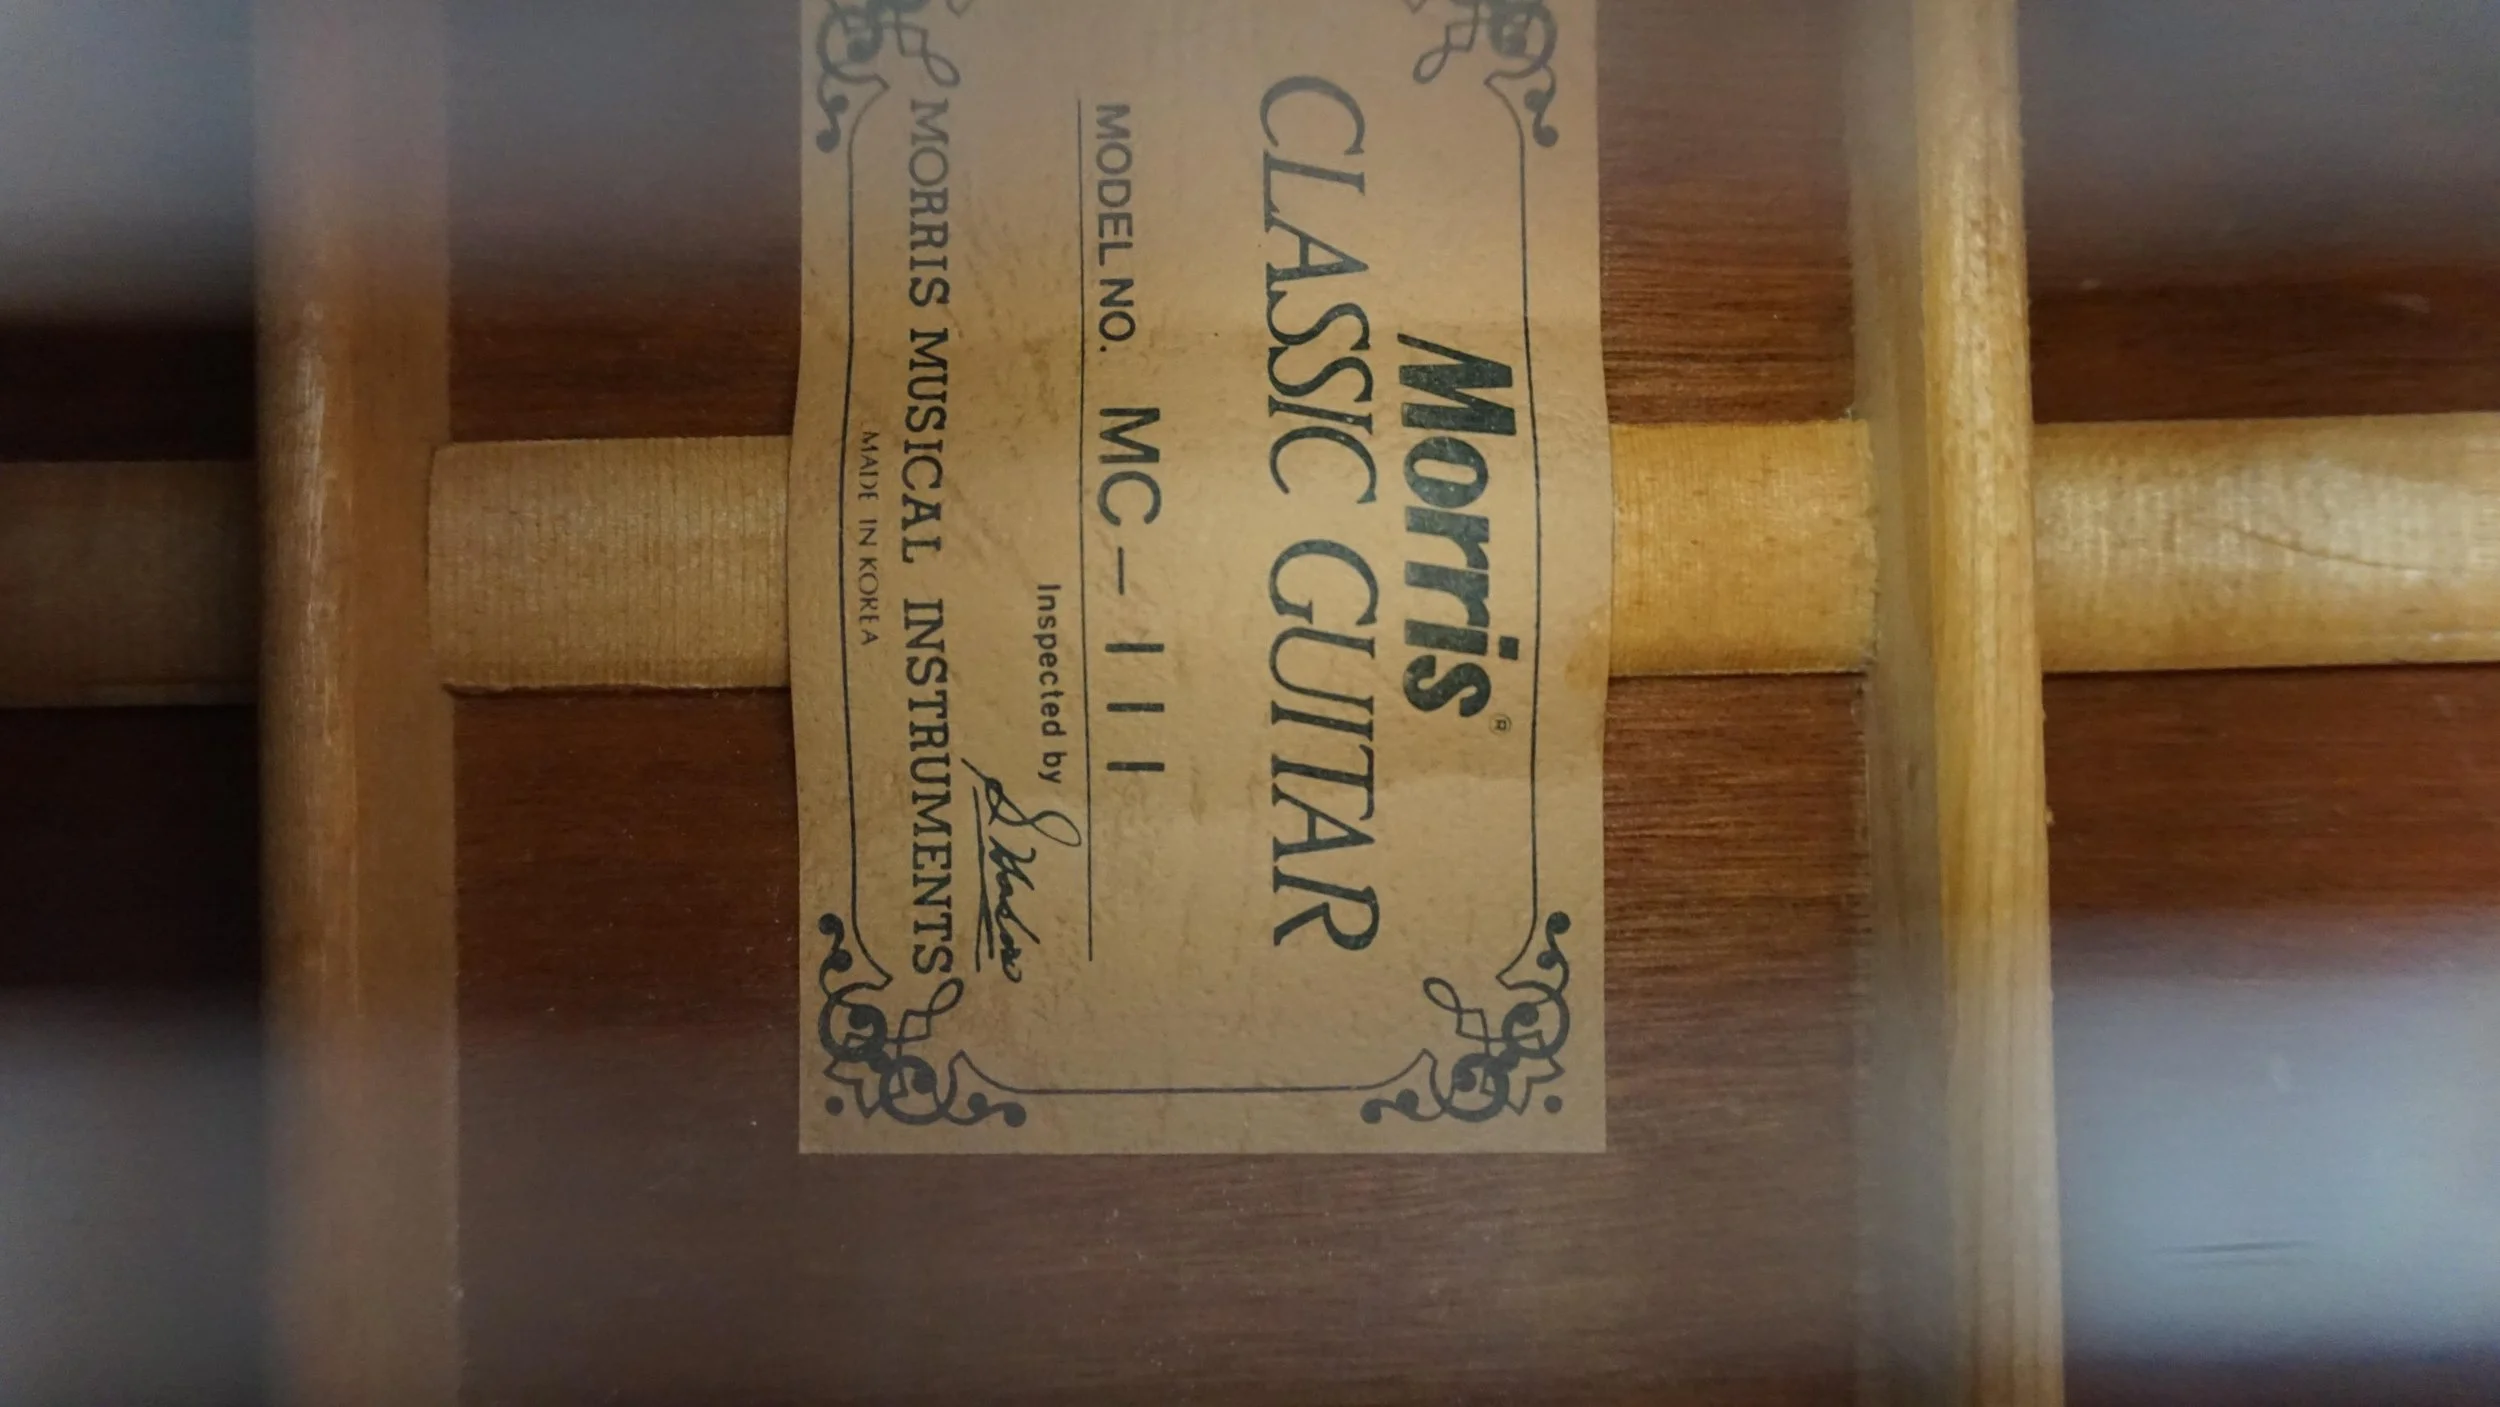 Morris®
CLASSIC GUITAR
MODEL NO. MC-111
Inspected by
MORRIS MUSICAL INSTRUMENTS
MADE IN KOREA